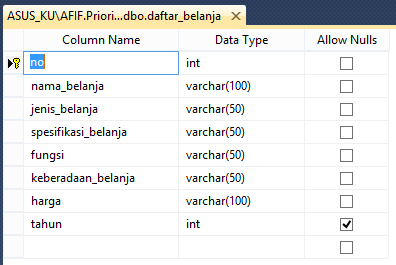 ASUS_KU\AFIF.Priori...dbo.daftar_belanja
Column Name Data Type Allow Nulls
no int
nama_belanja varchar(100)
jenis_belanja varchar(50)
spesifikasi_belanja varchar(50)
fungsi varchar(50)
keberadaan_belanja varchar(50)
harga varchar(100)
tahun int